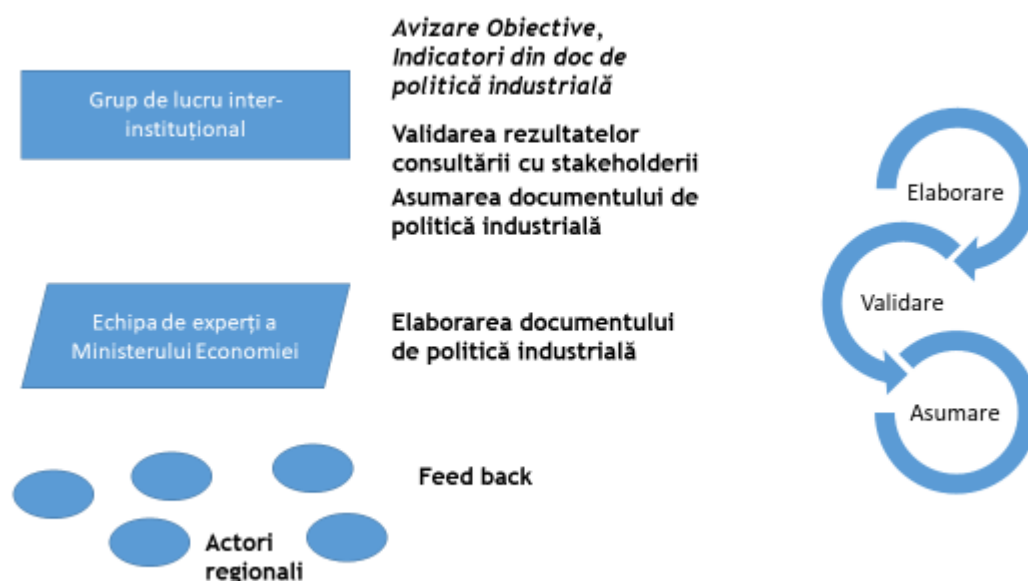 Grup de lucru inter-
instituțional
Avizare Obiective,
Indicatori din doc de
politică industrială
Validarea rezultatelor
consultării cu stakeholderii
Asumarea documentului de
politică industrială
Echipa de experți a
Ministerului Economiei
Elaborarea documentului
de politică industrială
Feed back
Actori
regionali
Elaborare
Validare
Asumare